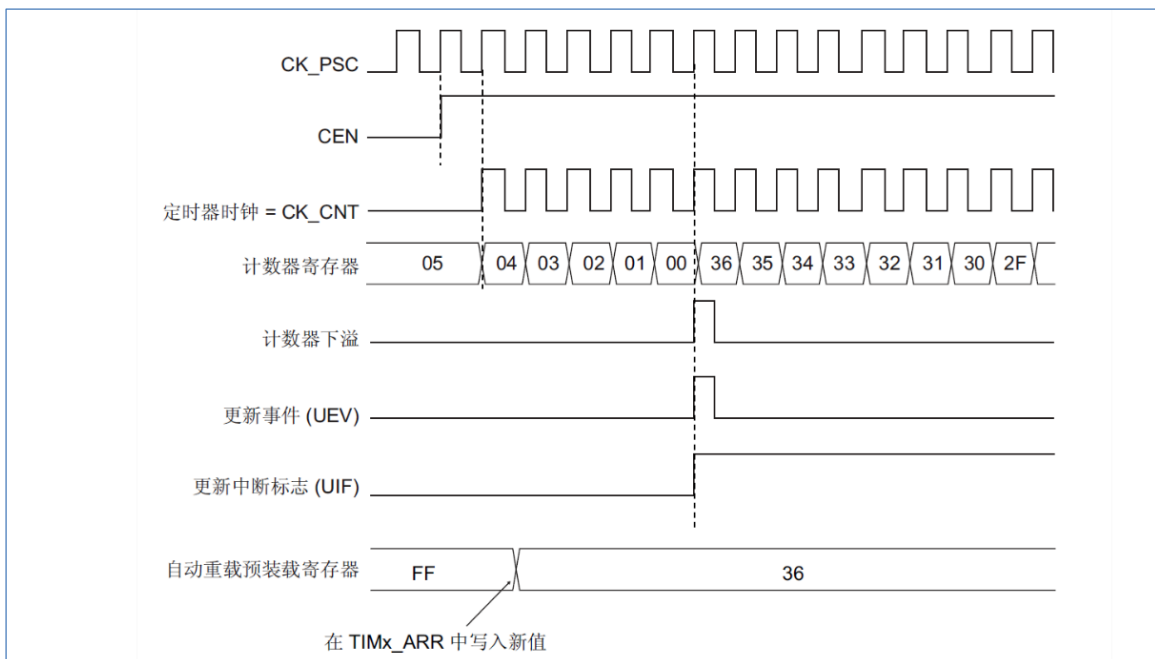 CK_PSC
CEN
定时器时钟 = CK_CNT
计数器寄存器 05 04 03 02 01 00 36 35 34 33 32 31 30 2F
计数器下溢
更新事件 (UEV)
更新中断标志 (UIF)
自动重载预装载寄存器 FF 36
在 TIMx_ARR 中写入新值